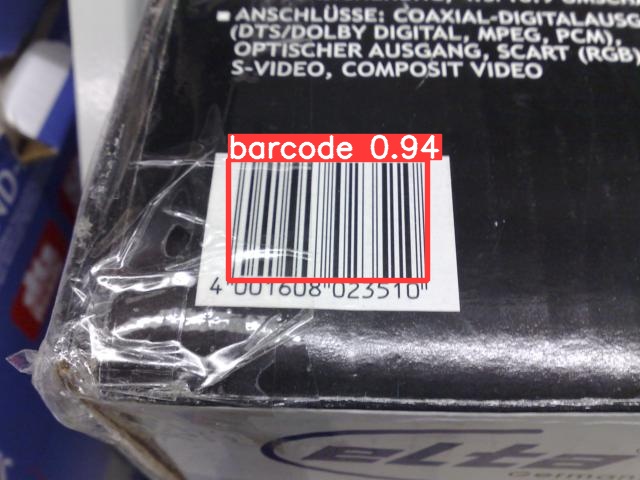 ■ ANSCHLÜSSE: COAXIAL-DIGITALAUSG
(DTS/DOLBY DIGITAL, MPEG, PCM),
OPTISCHER AUSGANG, SCART (RGB)
S-VIDEO, COMPOSIT VIDEO
barcode 0.94
4"001608"023510"
elta
German